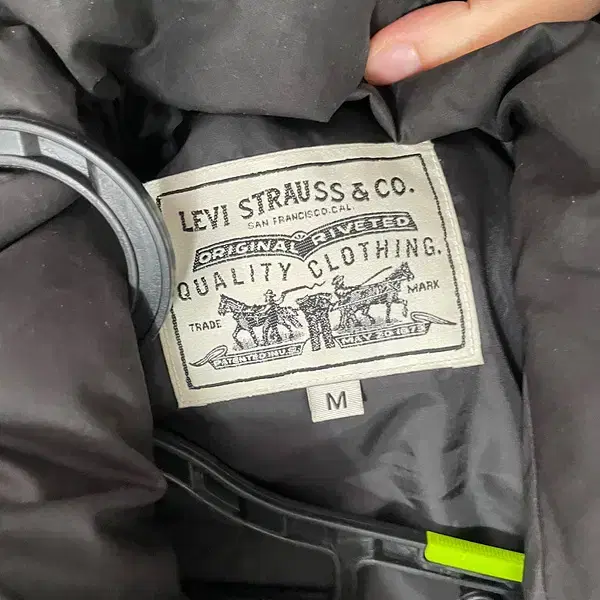 LEVI STRAUSS & CO.
SAN FRANCISCO.CAL
ORIGINAL RIVETED
QUALITY CLOTHING.
TRADE MARK
PATENTED IN U.S. MAY 20 1873
M